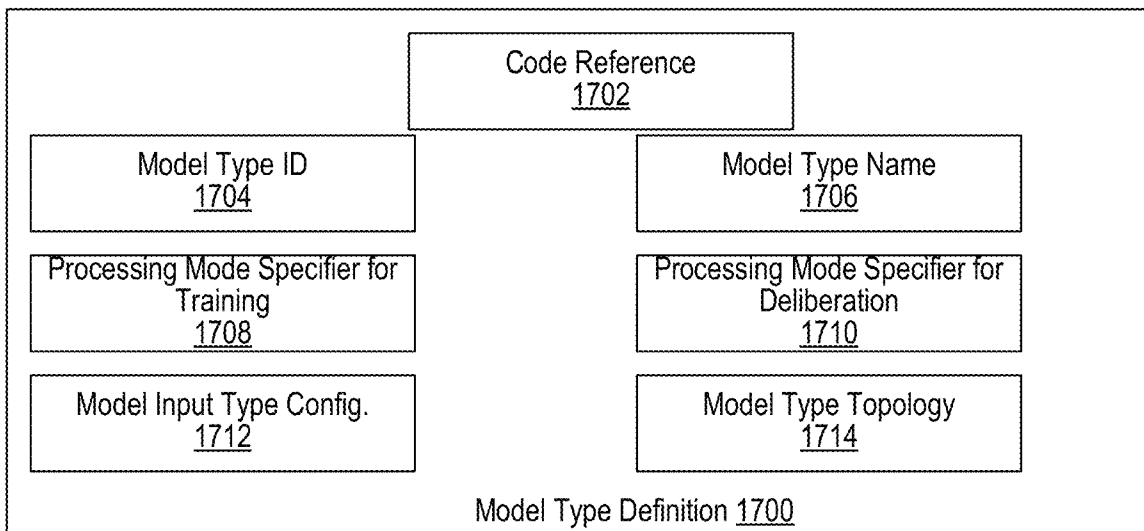 Code Reference
1702
Model Type ID
1704
Model Type Name
1706
Processing Mode Specifier for
Training
1708
Processing Mode Specifier for
Deliberation
1710
Model Input Type Config.
1712
Model Type Topology
1714
Model Type Definition 1700